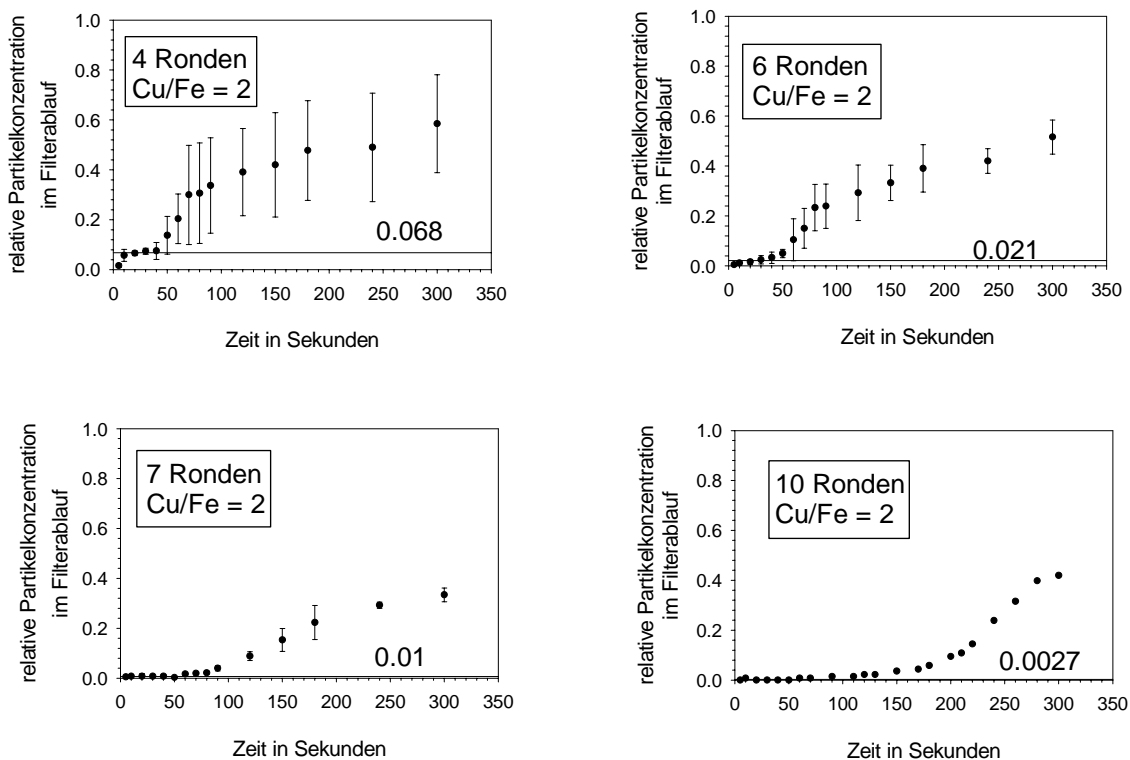 relative Partikelkonzentration
im Filterablauf
1.0
0.8
0.6
0.4
0.2
0.0
4 Ronden
Cu/Fe = 2
0.068
0 50 100 150 200 250 300 350
Zeit in Sekunden
relative Partikelkonzentration
im Filterablauf
1.0
0.8
0.6
0.4
0.2
0.0
6 Ronden
Cu/Fe = 2
0.021
0 50 100 150 200 250 300 350
Zeit in Sekunden
relative Partikelkonzentration
im Filterablauf
1.0
0.8
0.6
0.4
0.2
0.0
7 Ronden
Cu/Fe = 2
0.01
0 50 100 150 200 250 300 350
Zeit in Sekunden
relative Partikelkonzentration
im Filterablauf
1.0
0.8
0.6
0.4
0.2
0.0
10 Ronden
Cu/Fe = 2
0.0027
0 50 100 150 200 250 300 350
Zeit in Sekunden